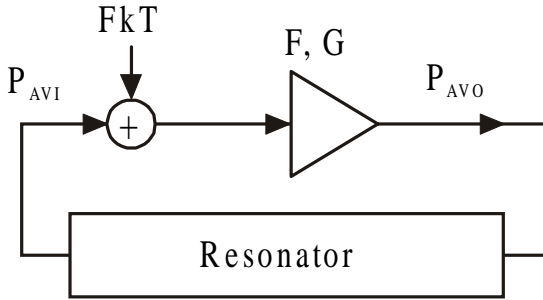 FkT
F, G
P AVI
P AVO
+
Resonator